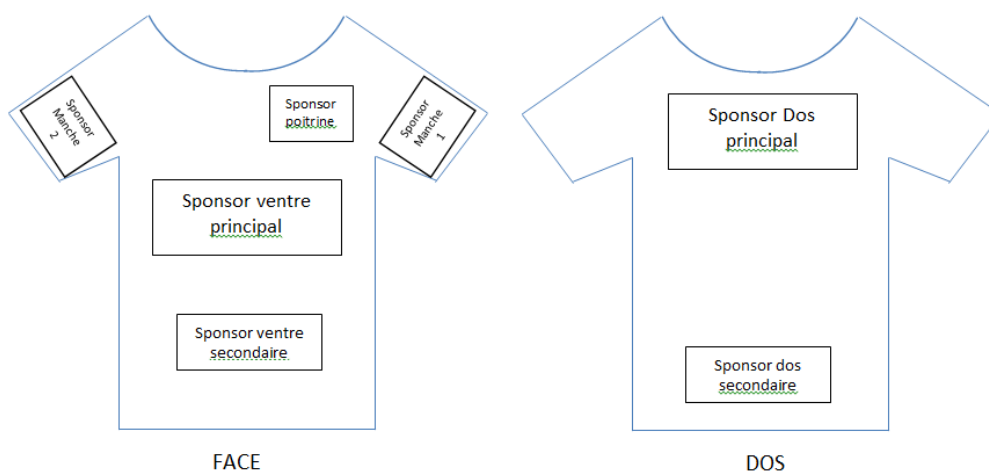 Sponsor
Manche
2
Sponsor
poitrine
Sponsor
Manche
1
Sponsor ventre
principal
Sponsor ventre
secondaire
FACE
Sponsor Dos
principal
Sponsor dos
secondaire
DOS